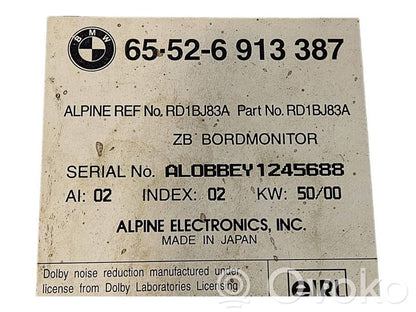 BMW
65-52-6 913 387
ALPINE REF No. RD1BJ83A Part No. RD1BJ83A
ZB BORDMONITOR
SERIAL No. ALOBBEY1245688
AI: 02 INDEX: 02 KW: 50/00
ALPINE ELECTRONICS, INC.
MADE IN JAPAN
Dolby noise reduction manufactured under
license from Dolby Laboratories Licensing
ovoko